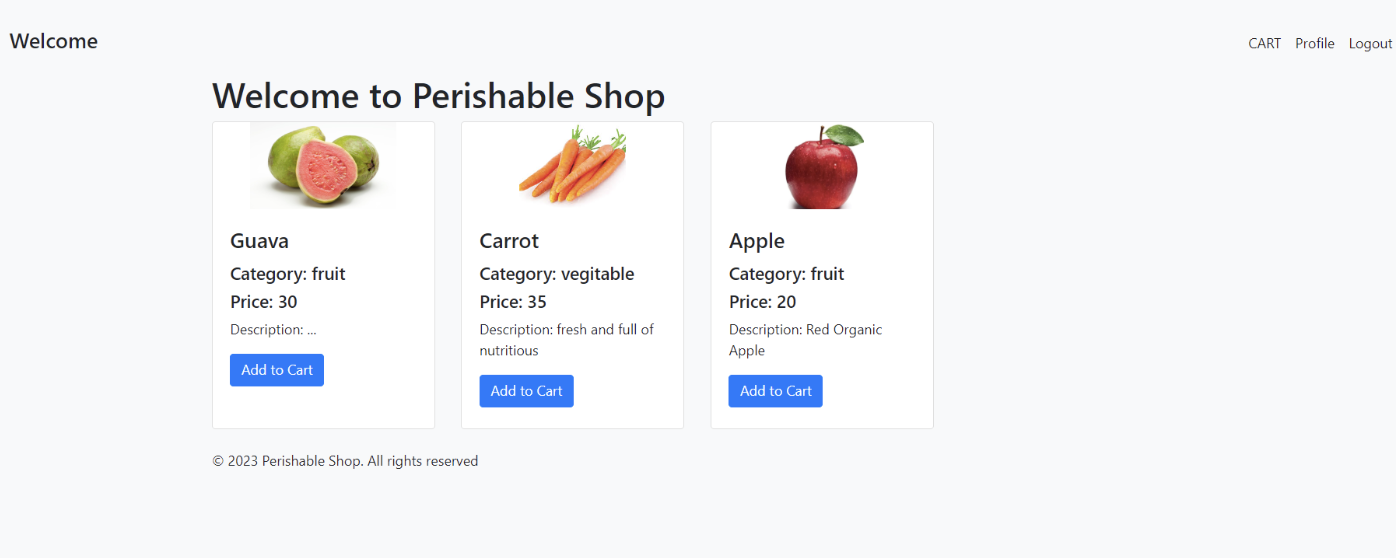 Welcome
CART Profile Logout
Welcome to Perishable Shop
Guava
Category: fruit
Price: 30
Description: ...
Add to Cart
Carrot
Category: vegitable
Price: 35
Description: fresh and full of
nutritious
Add to Cart
Apple
Category: fruit
Price: 20
Description: Red Organic
Apple
Add to Cart
© 2023 Perishable Shop. All rights reserved